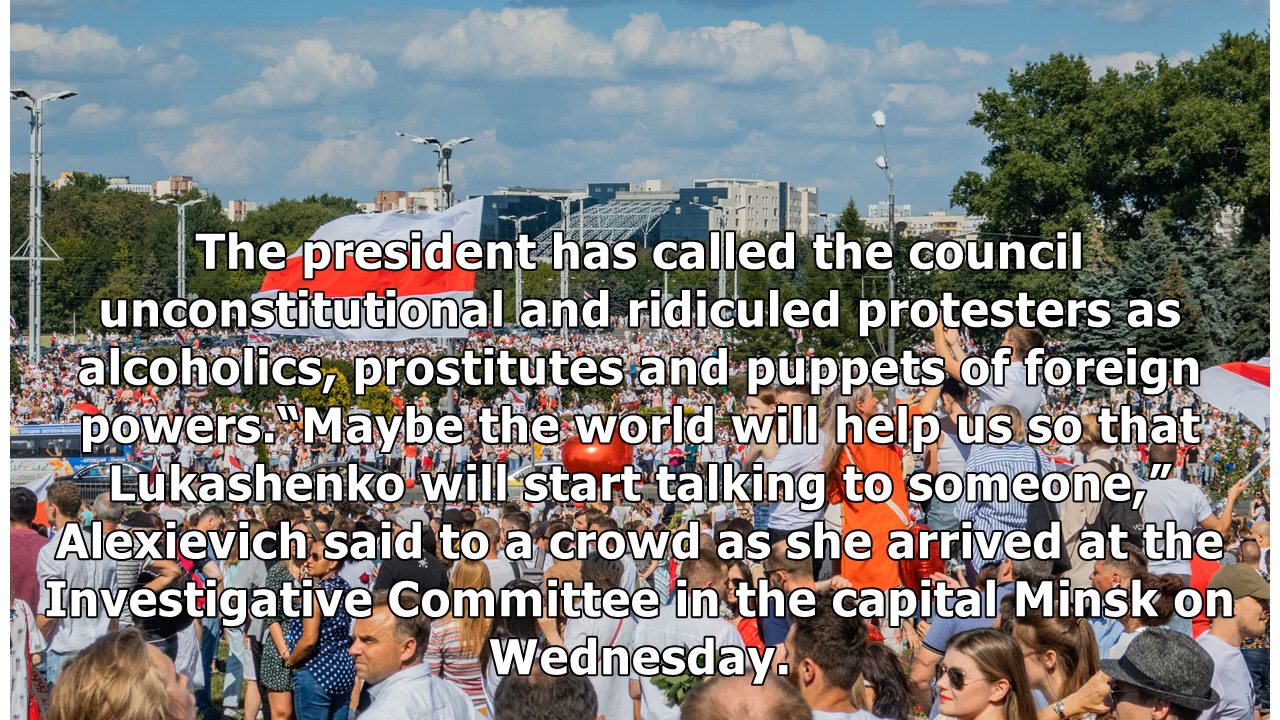 The president has called the council
unconstitutional and ridiculed protesters as
alcoholics, prostitutes and puppets of foreign
powers.“Maybe the world will help us so that
Lukashenko will start talking to someone,”
Alexievich said to a crowd as she arrived at the
Investigative Committee in the capital Minsk on
Wednesday.